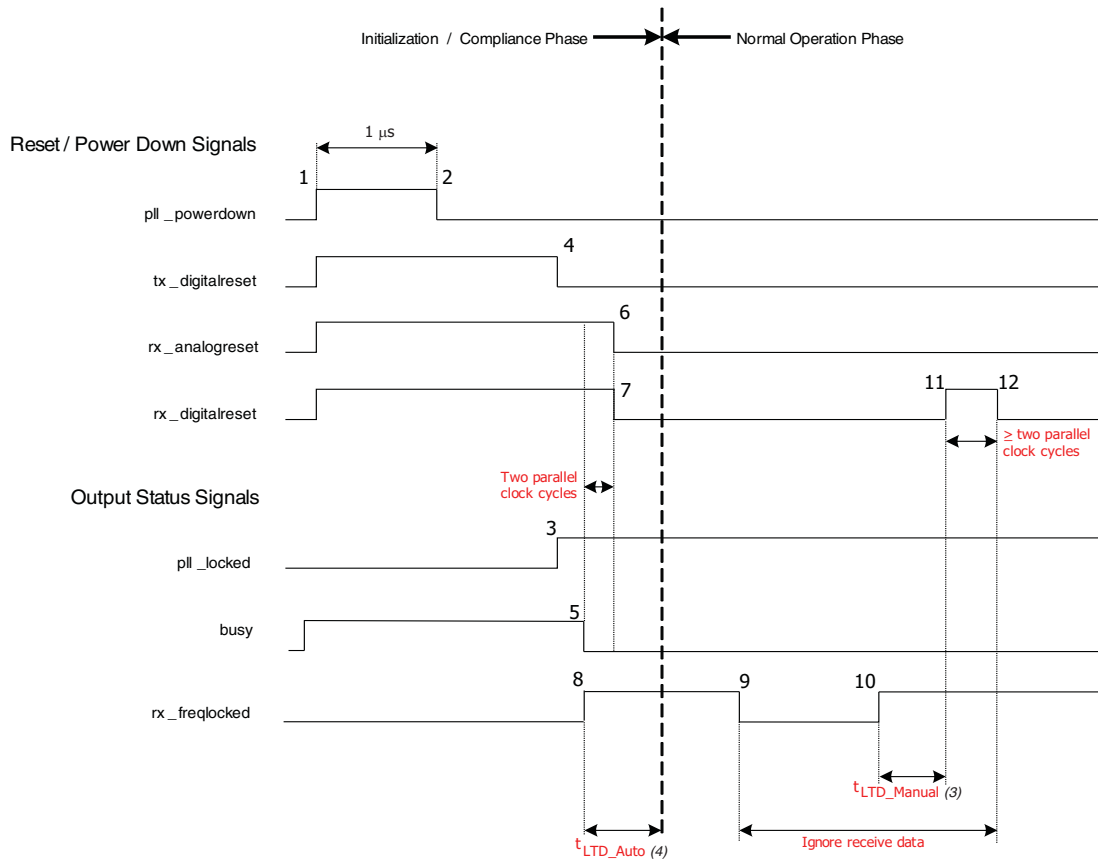 Initialization / Compliance Phase
Normal Operation Phase
Reset / Power Down Signals
1 μs
1
2
pll _powerdown
4
tx _digitalreset
6
rx _analogreset
7
11
12
rx _digitalreset
≥ two parallel
clock cycles
Two parallel
clock cycles
Output Status Signals
3
pll _locked
5
busy
8
9
10
rx _freqlocked
tLTD_Manual (3)
tLTD_Auto (4)
Ignore receive data